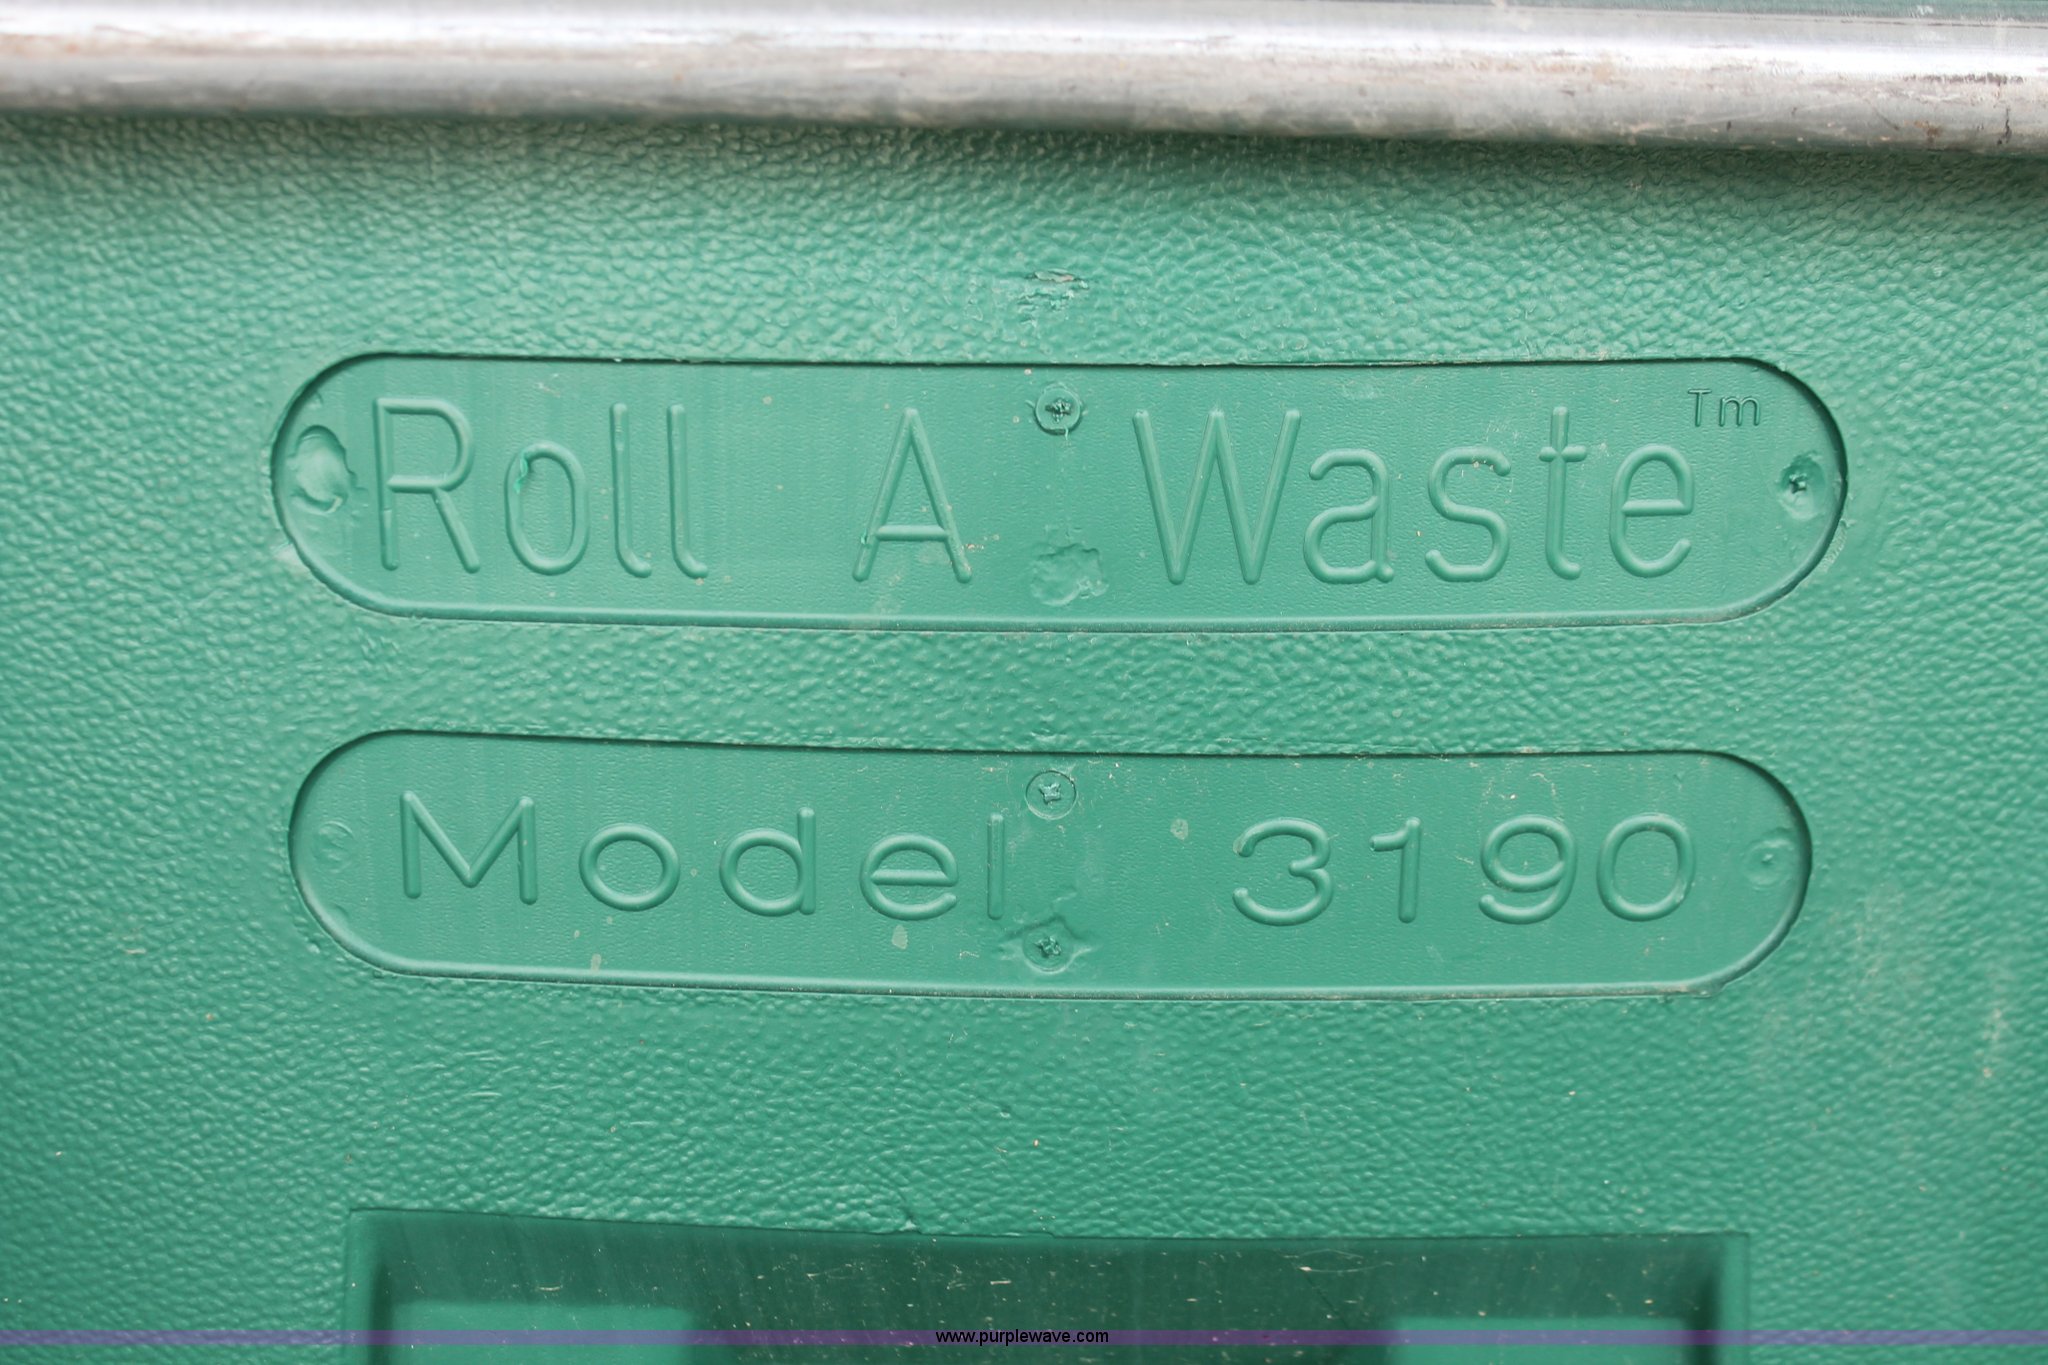 Roll A Waste™
Model 3190
www.purplewave.com